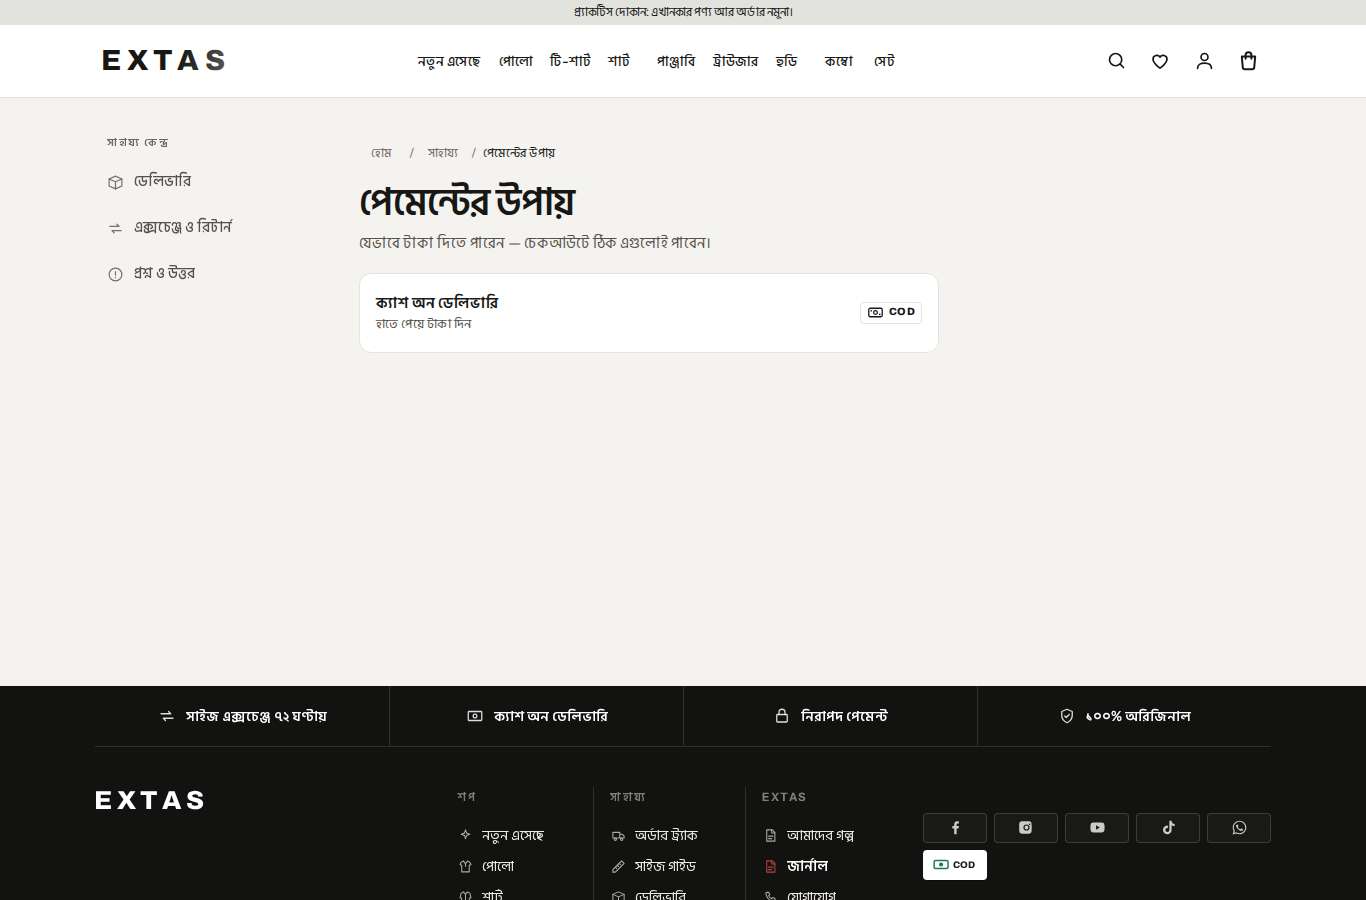 প্র্যাকটিস দোকান: এখানকার পণ্য আর অর্ডার নমুনা।
EXTAS
নতুন এসেছে পোলো টি-শার্ট শার্ট পাঞ্জাবি ট্রাউজার হুডি কম্বো সেট
সাহায্য কেন্দ্র
ডেলিভারি
এক্সচেঞ্জ ও রিটার্ন
প্রশ্ন ও উত্তর
হোম / সাহায্য / পেমেন্টের উপায়
পেমেন্টের উপায়
যেভাবে টাকা দিতে পারেন — চেকআউটে ঠিক এগুলোই পাবেন।
ক্যাশ অন ডেলিভারি
হাতে পেয়ে টাকা দিন
COD
সাইজ এক্সচেঞ্জ ৭২ ঘণ্টায়
ক্যাশ অন ডেলিভারি
নিরাপদ পেমেন্ট
১০০% অরিজিনাল
EXTAS
শপ
নতুন এসেছে
পোলো
শার্ট
সাহায্য
অর্ডার ট্র্যাক
সাইজ গাইড
ডেলিভারি
EXTAS
আমাদের গল্প
জার্নাল
যোগাযোগ
COD